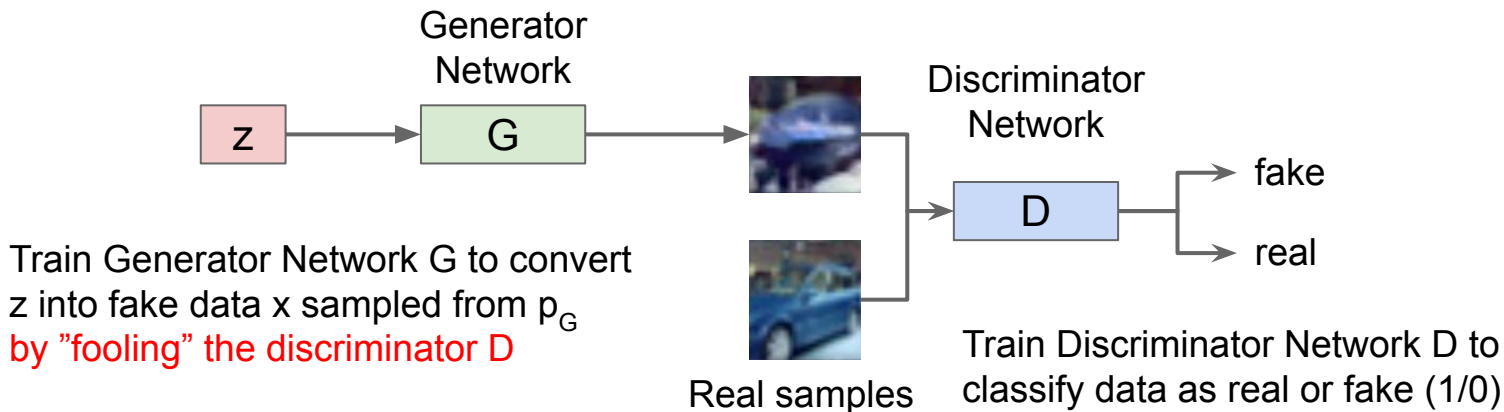 Generator
Network
Discriminator
Network
z
G
fake
D
real
Train Generator Network G to convert
z into fake data x sampled from p_G
by ”fooling” the discriminator D
Real samples
Train Discriminator Network D to
classify data as real or fake (1/0)